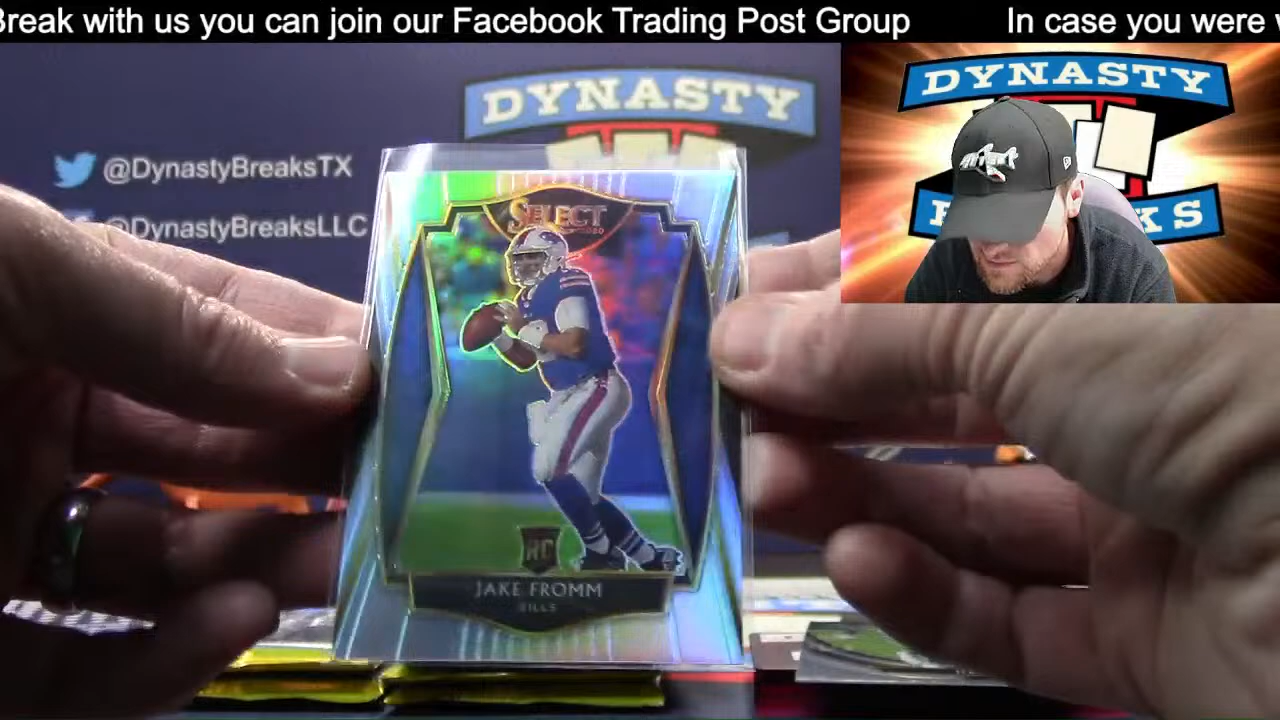 Break with us you can join our Facebook Trading Post Group In case you were
DYNASTY
@DynastyBreaksTX
@DynastyBreaksLLC
DYNASTY
SELECT
2020
RC
JAKE FROMM
BILLS